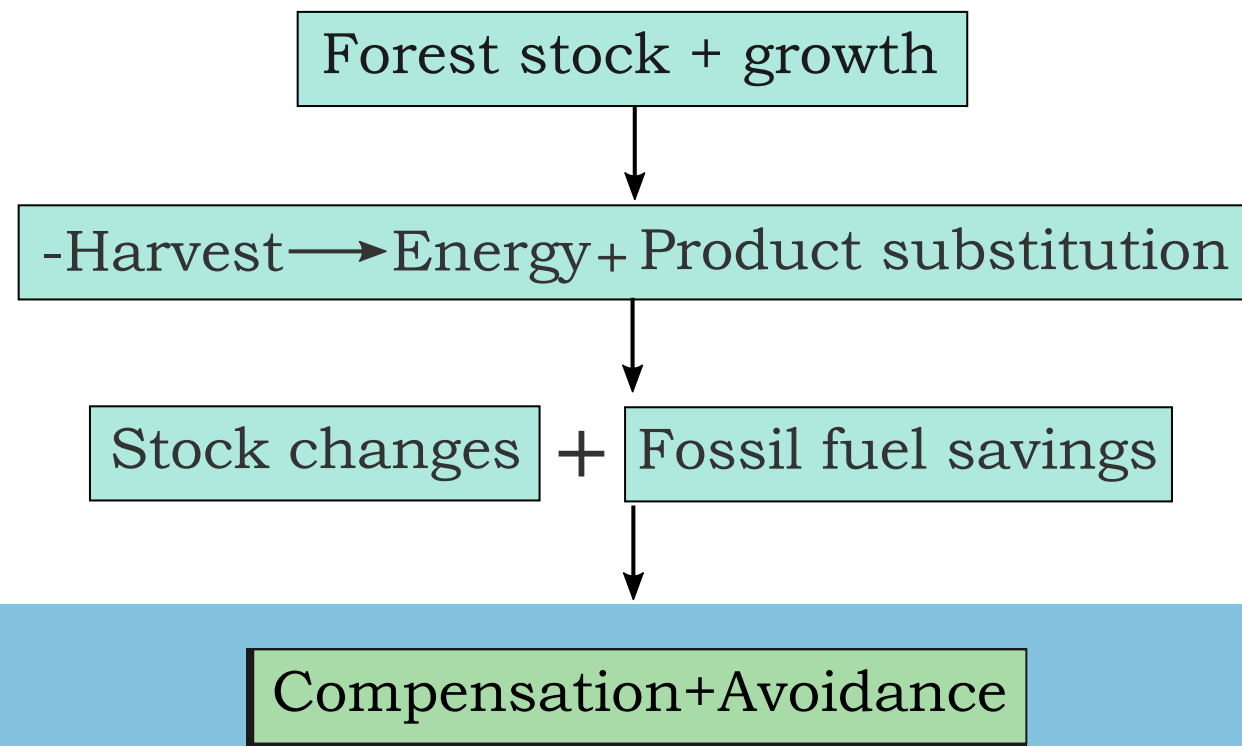 Forest stock + growth
-Harvest Energy + Product substitution
Stock changes + Fossil fuel savings
Compensation+Avoidance